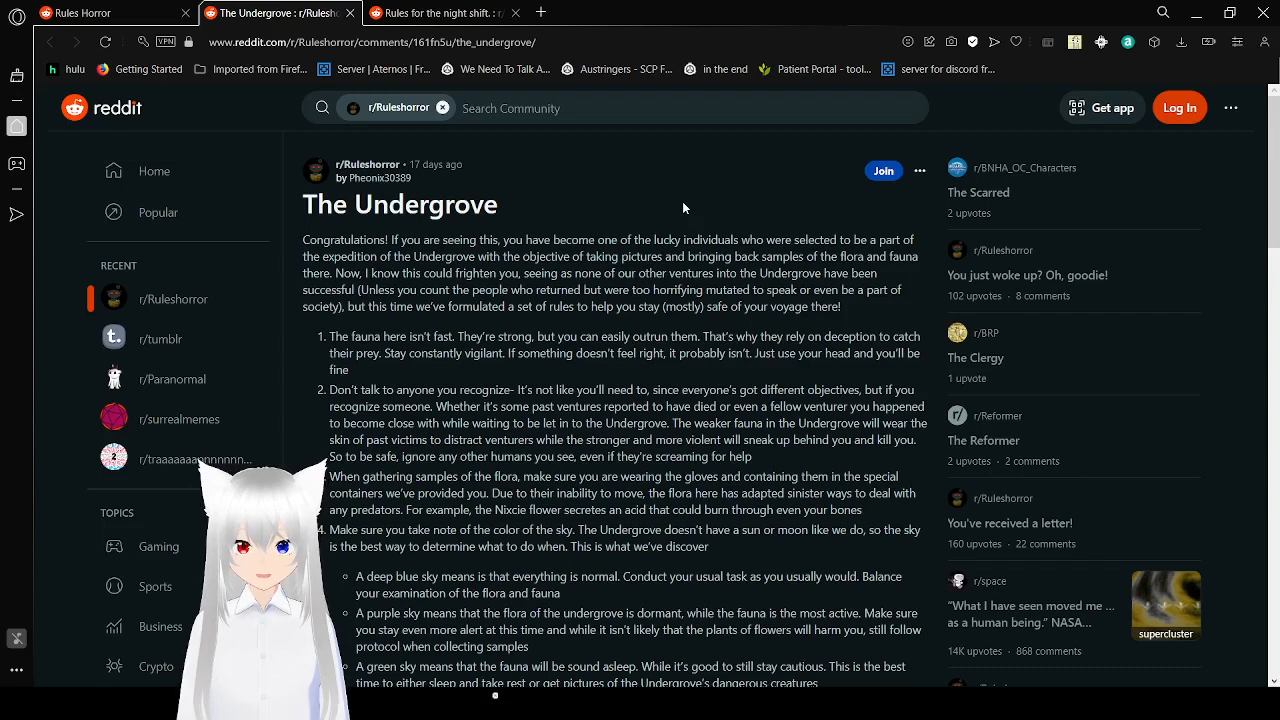 Rules Horror
The Undergrove : r/Rulesho
Rules for the night shift. : r/
VPN
www.reddit.com/r/Ruleshorror/comments/161fn5u/the_undergrove/
hulu
Getting Started
Imported from Firef...
Server | Aternos | Fr...
We Need To Talk A...
Austringers - SCP F...
in the end
Patient Portal - tool...
server for discord fr...
reddit
r/Ruleshorror
Search Community
Get app
Log In
Home
Popular
RECENT
r/Ruleshorror
r/tumblr
r/Paranormal
r/surrealmemes
r/traaaaaaannnnnnn...
TOPICS
Gaming
Sports
Business
Crypto
r/Ruleshorror • 17 days ago
by Pheonix30389
Join
The Undergrove
Congratulations! If you are seeing this, you have become one of the lucky individuals who were selected to be a part of
the expedition of the Undergrove with the objective of taking pictures and bringing back samples of the flora and fauna
there. Now, I know this could frighten you, seeing as none of our other ventures into the Undergrove have been
successful (Unless you count the people who returned but were too horrifying mutated to speak or even be a part of
society), but this time we've formulated a set of rules to help you stay (mostly) safe of your voyage there!
1. The fauna here isn't fast. They're strong, but you can easily outrun them. That's why they rely on deception to catch
their prey. Stay constantly vigilant. If something doesn't feel right, it probably isn't. Just use your head and you'll be
fine
2. Don't talk to anyone you recognize- It's not like you'll need to, since everyone's got different objectives, but if you
recognize someone. Whether it's some past ventures reported to have died or even a fellow venturer you happened
to become close with while waiting to be let in to the Undergrove. The weaker fauna in the Undergrove will wear the
skin of past victims to distract venturers while the stronger and more violent will sneak up behind you and kill you.
So to be safe, ignore any other humans you see, even if they're screaming for help
When gathering samples of the flora, make sure you are wearing the gloves and containing them in the special
containers we've provided you. Due to their inability to move, the flora here has adapted sinister ways to deal with
any predators. For example, the Nixcie flower secretes an acid that could burn through even your bones
4. Make sure you take note of the color of the sky. The Undergrove doesn't have a sun or moon like we do, so the sky
is the best way to determine what to do when. This is what we've discover
A deep blue sky means is that everything is normal. Conduct your usual task as you usually would. Balance
your examination of the flora and fauna
A purple sky means that the flora of the undergrove is dormant, while the fauna is the most active. Make sure
you stay even more alert at this time and while it isn't likely that the plants of flowers will harm you, still follow
protocol when collecting samples
A green sky means that the fauna will be sound asleep. While it's good to still stay cautious. This is the best
time to either sleep and take rest or get pictures of the Undergrove's dangerous creatures
r/BNHA_OC_Characters
The Scarred
2 upvotes
r/Ruleshorror
You just woke up? Oh, goodie!
102 upvotes • 8 comments
r/BRP
The Clergy
1 upvote
r/Reformer
The Reformer
2 upvotes • 2 comments
r/Ruleshorror
You've received a letter!
160 upvotes • 22 comments
r/space
"What I have seen moved me ...
as a human being." NASA...
supercluster
14K upvotes • 868 comments